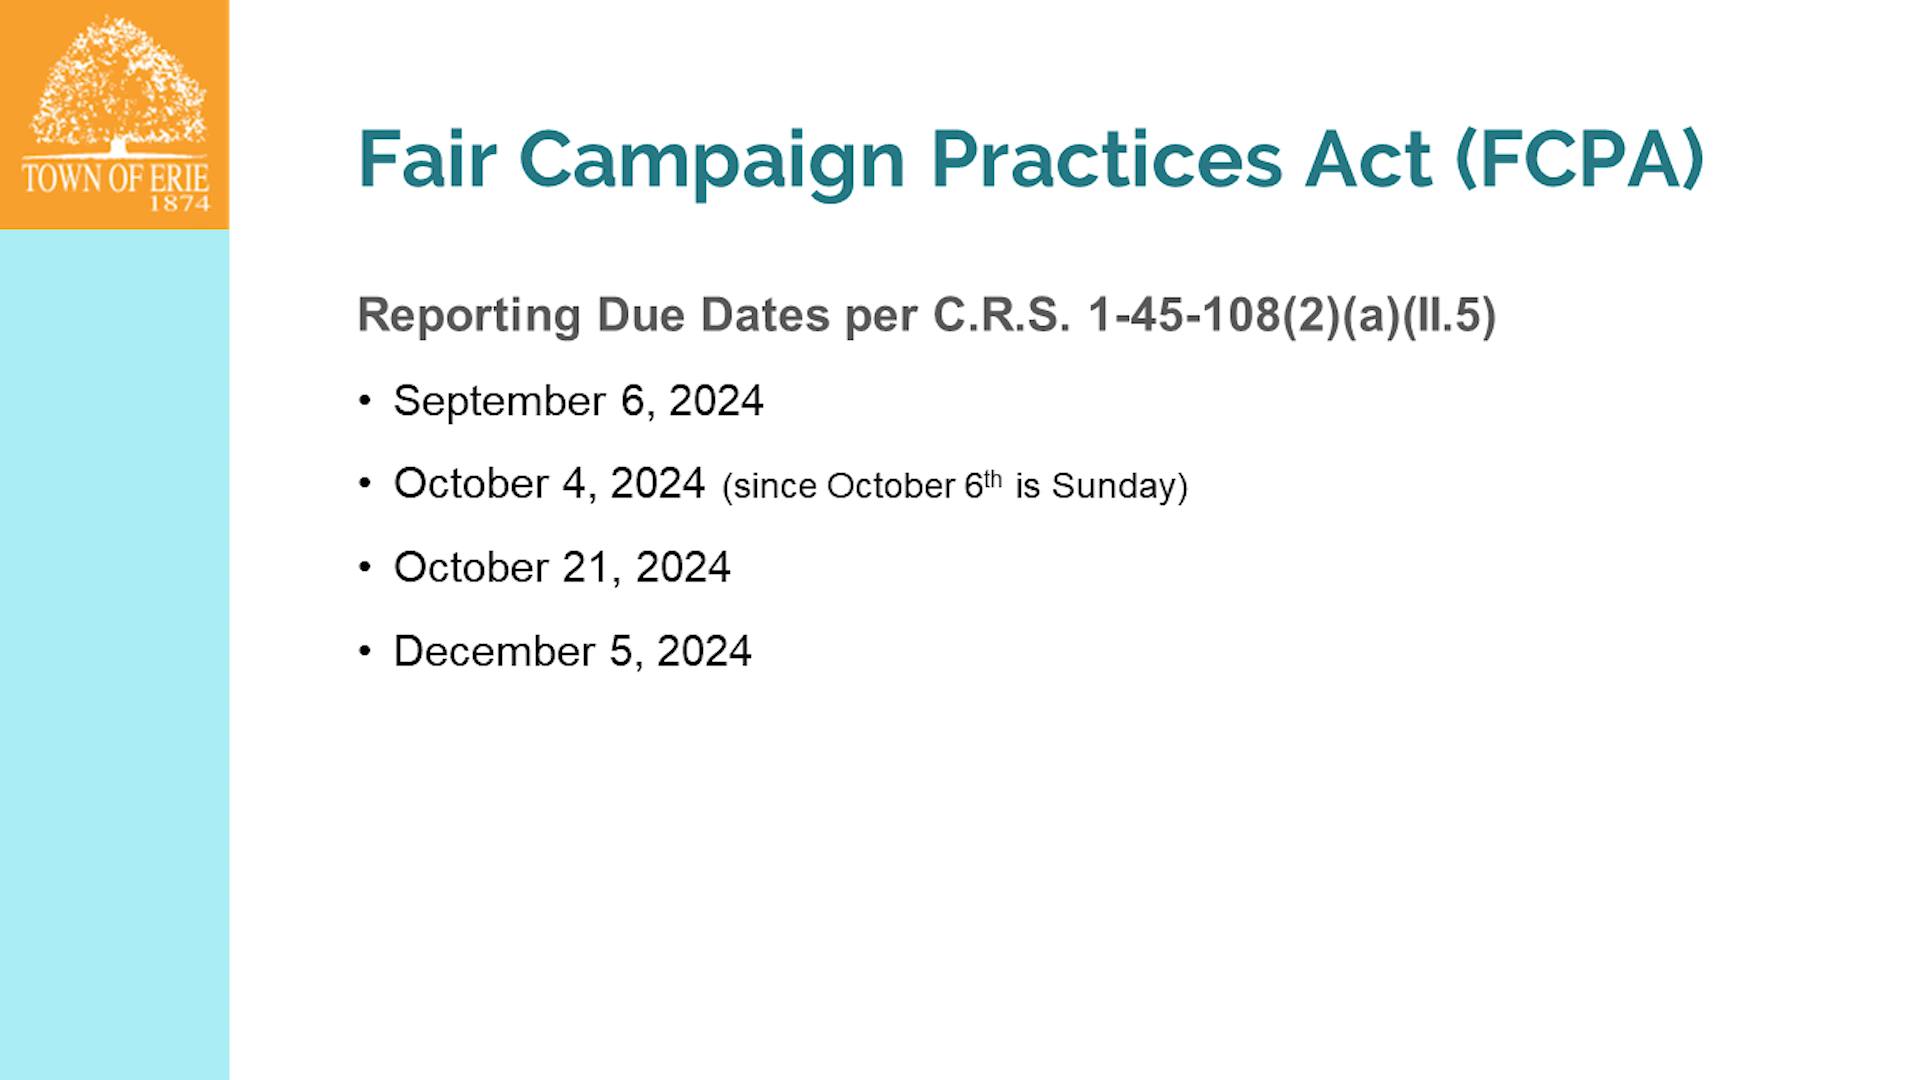 TOWN OF ERIE
1874
Fair Campaign Practices Act (FCPA)
Reporting Due Dates per C.R.S. 1-45-108(2)(a)(II.5)
• September 6, 2024
• October 4, 2024 (since October 6th is Sunday)
• October 21, 2024
• December 5, 2024